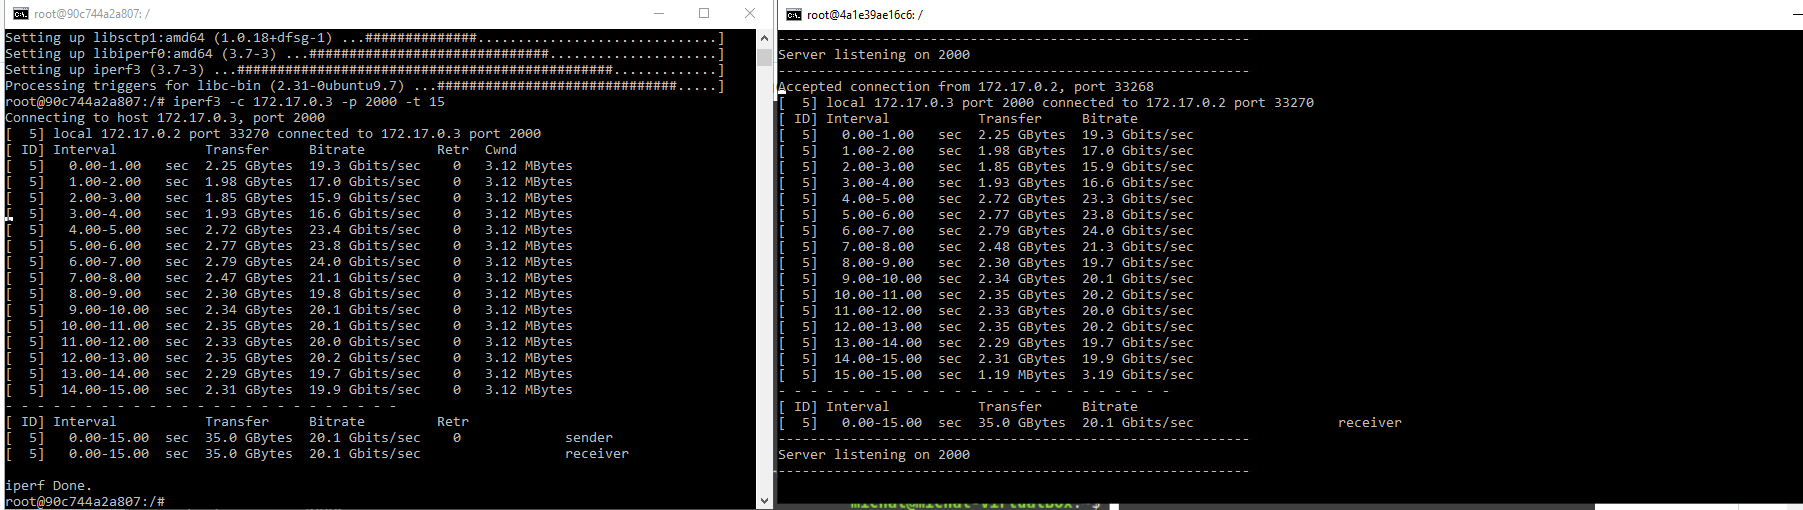 root@90c744a2a807: /
Setting up libsctp1:amd64 (1.0.18+dfsg-1) ...##############..............................]
Setting up libiperf0:amd64 (3.7-3) ...##############################.....................]
Setting up iperf3 (3.7-3) ...###############################################.............]
Processing triggers for libc-bin (2.31-0ubuntu9.7) ...##############################.....]
root@90c744a2a807:/# iperf3 -c 172.17.0.3 -p 2000 -t 15
Connecting to host 172.17.0.3, port 2000
[  5] local 172.17.0.2 port 33270 connected to 172.17.0.3 port 2000
[ ID] Interval           Transfer     Bitrate         Retr  Cwnd
[  5]   0.00-1.00   sec  2.25 GBytes  19.3 Gbits/sec    0   3.12 MBytes
[  5]   1.00-2.00   sec  1.98 GBytes  17.0 Gbits/sec    0   3.12 MBytes
[  5]   2.00-3.00   sec  1.85 GBytes  15.9 Gbits/sec    0   3.12 MBytes
[  5]   3.00-4.00   sec  1.93 GBytes  16.6 Gbits/sec    0   3.12 MBytes
[  5]   4.00-5.00   sec  2.72 GBytes  23.4 Gbits/sec    0   3.12 MBytes
[  5]   5.00-6.00   sec  2.77 GBytes  23.8 Gbits/sec    0   3.12 MBytes
[  5]   6.00-7.00   sec  2.79 GBytes  24.0 Gbits/sec    0   3.12 MBytes
[  5]   7.00-8.00   sec  2.47 GBytes  21.1 Gbits/sec    0   3.12 MBytes
[  5]   8.00-9.00   sec  2.30 GBytes  19.8 Gbits/sec    0   3.12 MBytes
[  5]   9.00-10.00  sec  2.34 GBytes  20.1 Gbits/sec    0   3.12 MBytes
[  5]  10.00-11.00  sec  2.35 GBytes  20.1 Gbits/sec    0   3.12 MBytes
[  5]  11.00-12.00  sec  2.33 GBytes  20.0 Gbits/sec    0   3.12 MBytes
[  5]  12.00-13.00  sec  2.35 GBytes  20.2 Gbits/sec    0   3.12 MBytes
[  5]  13.00-14.00  sec  2.29 GBytes  19.7 Gbits/sec    0   3.12 MBytes
[  5]  14.00-15.00  sec  2.31 GBytes  19.9 Gbits/sec    0   3.12 MBytes
- - - - - - - - - - - - - - - - - - - - - - - - -
[ ID] Interval           Transfer     Bitrate         Retr
[  5]   0.00-15.00  sec  35.0 GBytes  20.1 Gbits/sec    0             sender
[  5]   0.00-15.00  sec  35.0 GBytes  20.1 Gbits/sec                  receiver
iperf Done.
root@90c744a2a807:/#
root@4a1e39ae16c6: /
-----------------------------------------------------------
Server listening on 2000
-----------------------------------------------------------
Accepted connection from 172.17.0.2, port 33268
[  5] local 172.17.0.3 port 2000 connected to 172.17.0.2 port 33270
[ ID] Interval           Transfer     Bitrate
[  5]   0.00-1.00   sec  2.25 GBytes  19.3 Gbits/sec
[  5]   1.00-2.00   sec  1.98 GBytes  17.0 Gbits/sec
[  5]   2.00-3.00   sec  1.85 GBytes  15.9 Gbits/sec
[  5]   3.00-4.00   sec  1.93 GBytes  16.6 Gbits/sec
[  5]   4.00-5.00   sec  2.72 GBytes  23.3 Gbits/sec
[  5]   5.00-6.00   sec  2.77 GBytes  23.8 Gbits/sec
[  5]   6.00-7.00   sec  2.79 GBytes  24.0 Gbits/sec
[  5]   7.00-8.00   sec  2.48 GBytes  21.3 Gbits/sec
[  5]   8.00-9.00   sec  2.30 GBytes  19.7 Gbits/sec
[  5]   9.00-10.00  sec  2.34 GBytes  20.1 Gbits/sec
[  5]  10.00-11.00  sec  2.35 GBytes  20.2 Gbits/sec
[  5]  11.00-12.00  sec  2.33 GBytes  20.0 Gbits/sec
[  5]  12.00-13.00  sec  2.35 GBytes  20.2 Gbits/sec
[  5]  13.00-14.00  sec  2.29 GBytes  19.7 Gbits/sec
[  5]  14.00-15.00  sec  2.31 GBytes  19.9 Gbits/sec
[  5]  15.00-15.00  sec  1.19 MBytes  3.19 Gbits/sec
- - - - - - - - - - - - - - - - - - - - - - - - -
[ ID] Interval           Transfer     Bitrate
[  5]   0.00-15.00  sec  35.0 GBytes  20.1 Gbits/sec                  receiver
-----------------------------------------------------------
Server listening on 2000
-----------------------------------------------------------